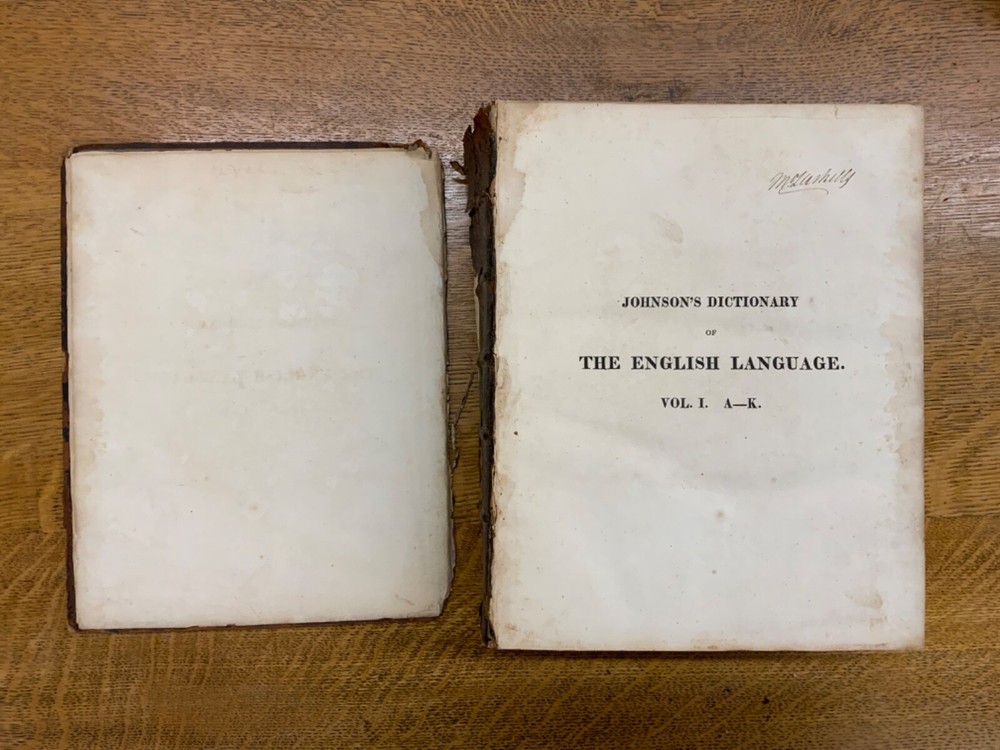 JOHNSON'S DICTIONARY
OF
THE ENGLISH LANGUAGE.
VOL. I. A—K.